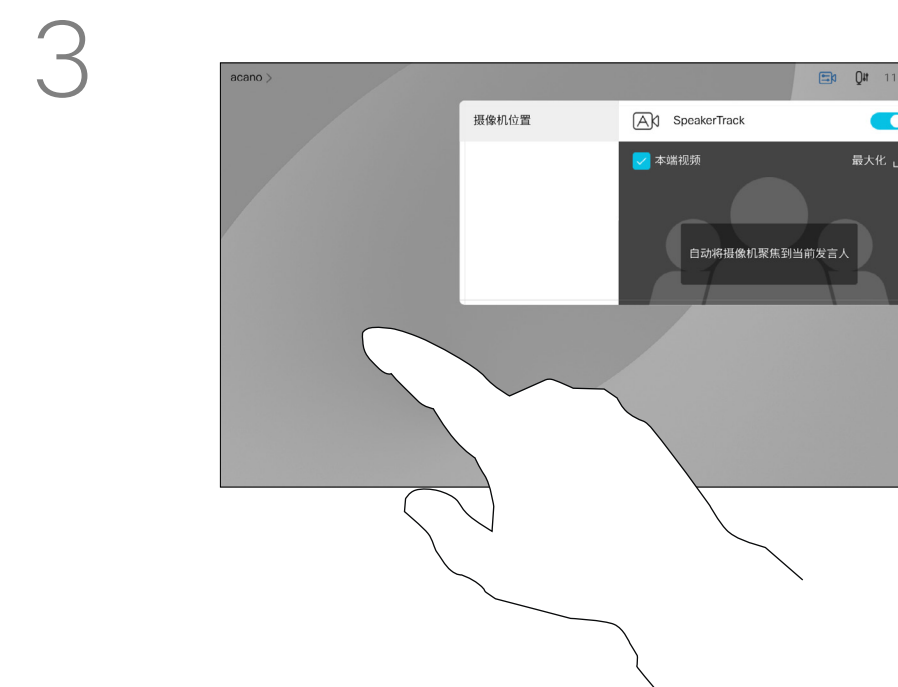 3
acano >
11
摄像机位置
SpeakerTrack
本端视频
最大化
自动将摄像机聚焦到当前发言人